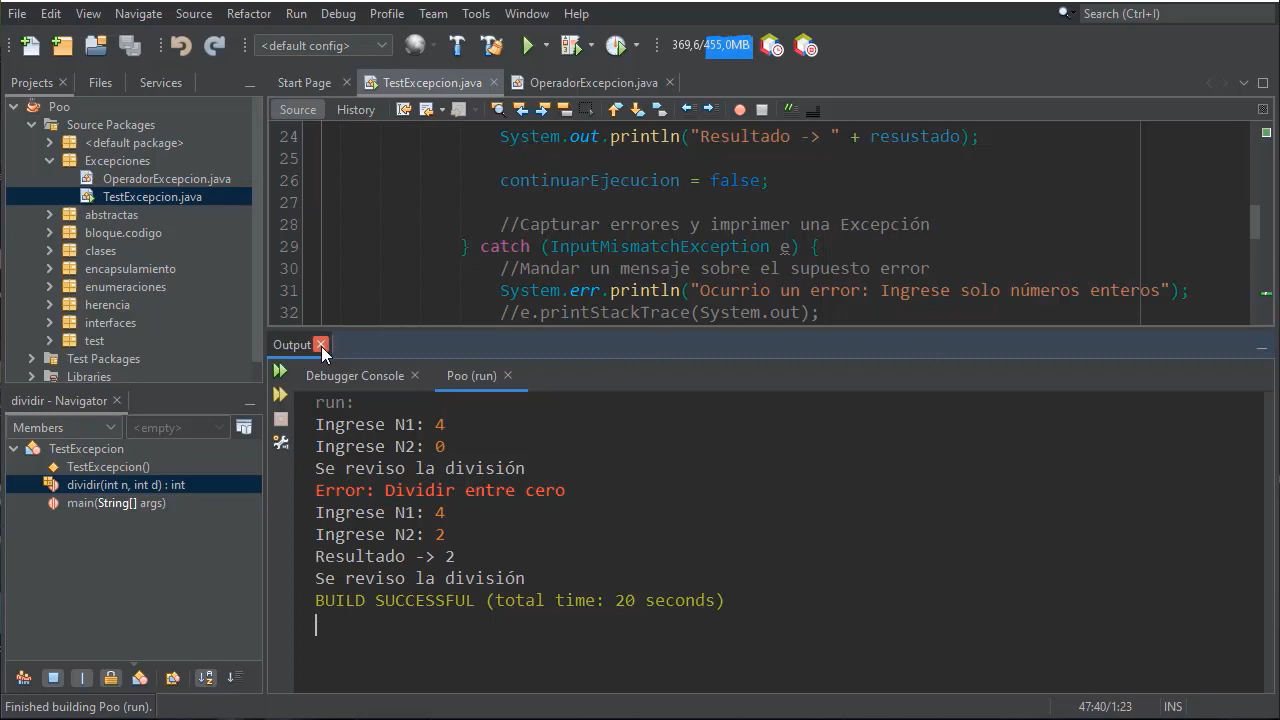 File Edit View Navigate Source Refactor Run Debug Profile Team Tools Window Help Search (Ctrl+I)
<default config> 369,6/455,0MB
Projects Files Services
Start Page TestExcepcion.java OperadorExcepcion.java
Source History
Poo
Source Packages
<default package>
Excepciones
OperadorExcepcion.java
TestExcepcion.java
abstractas
bloque.codigo
clases
encapsulamiento
enumeraciones
herencia
interfaces
test
Test Packages
Libraries
24 System.out.println("Resultado -> " + resustado);
25
26 continuarEjecucion = false;
27
28 //Capturar errores y imprimir una Excepción
29 } catch (InputMismatchException e) {
30 //Mandar un mensaje sobre el supuesto error
31 System.err.println("Ocurrio un error: Ingrese solo números enteros");
32 //e.printStackTrace(System.out);
dividir - Navigator
Members <empty>
TestExcepcion
TestExcepcion()
dividir(int n, int d) : int
main(String[] args)
Output
Debugger Console Poo (run)
run:
Ingrese N1: 4
Ingrese N2: 0
Se reviso la división
Error: Dividir entre cero
Ingrese N1: 4
Ingrese N2: 2
Resultado -> 2
Se reviso la división
BUILD SUCCESSFUL (total time: 20 seconds)
Finished building Poo (run). 47:40/1:23 INS